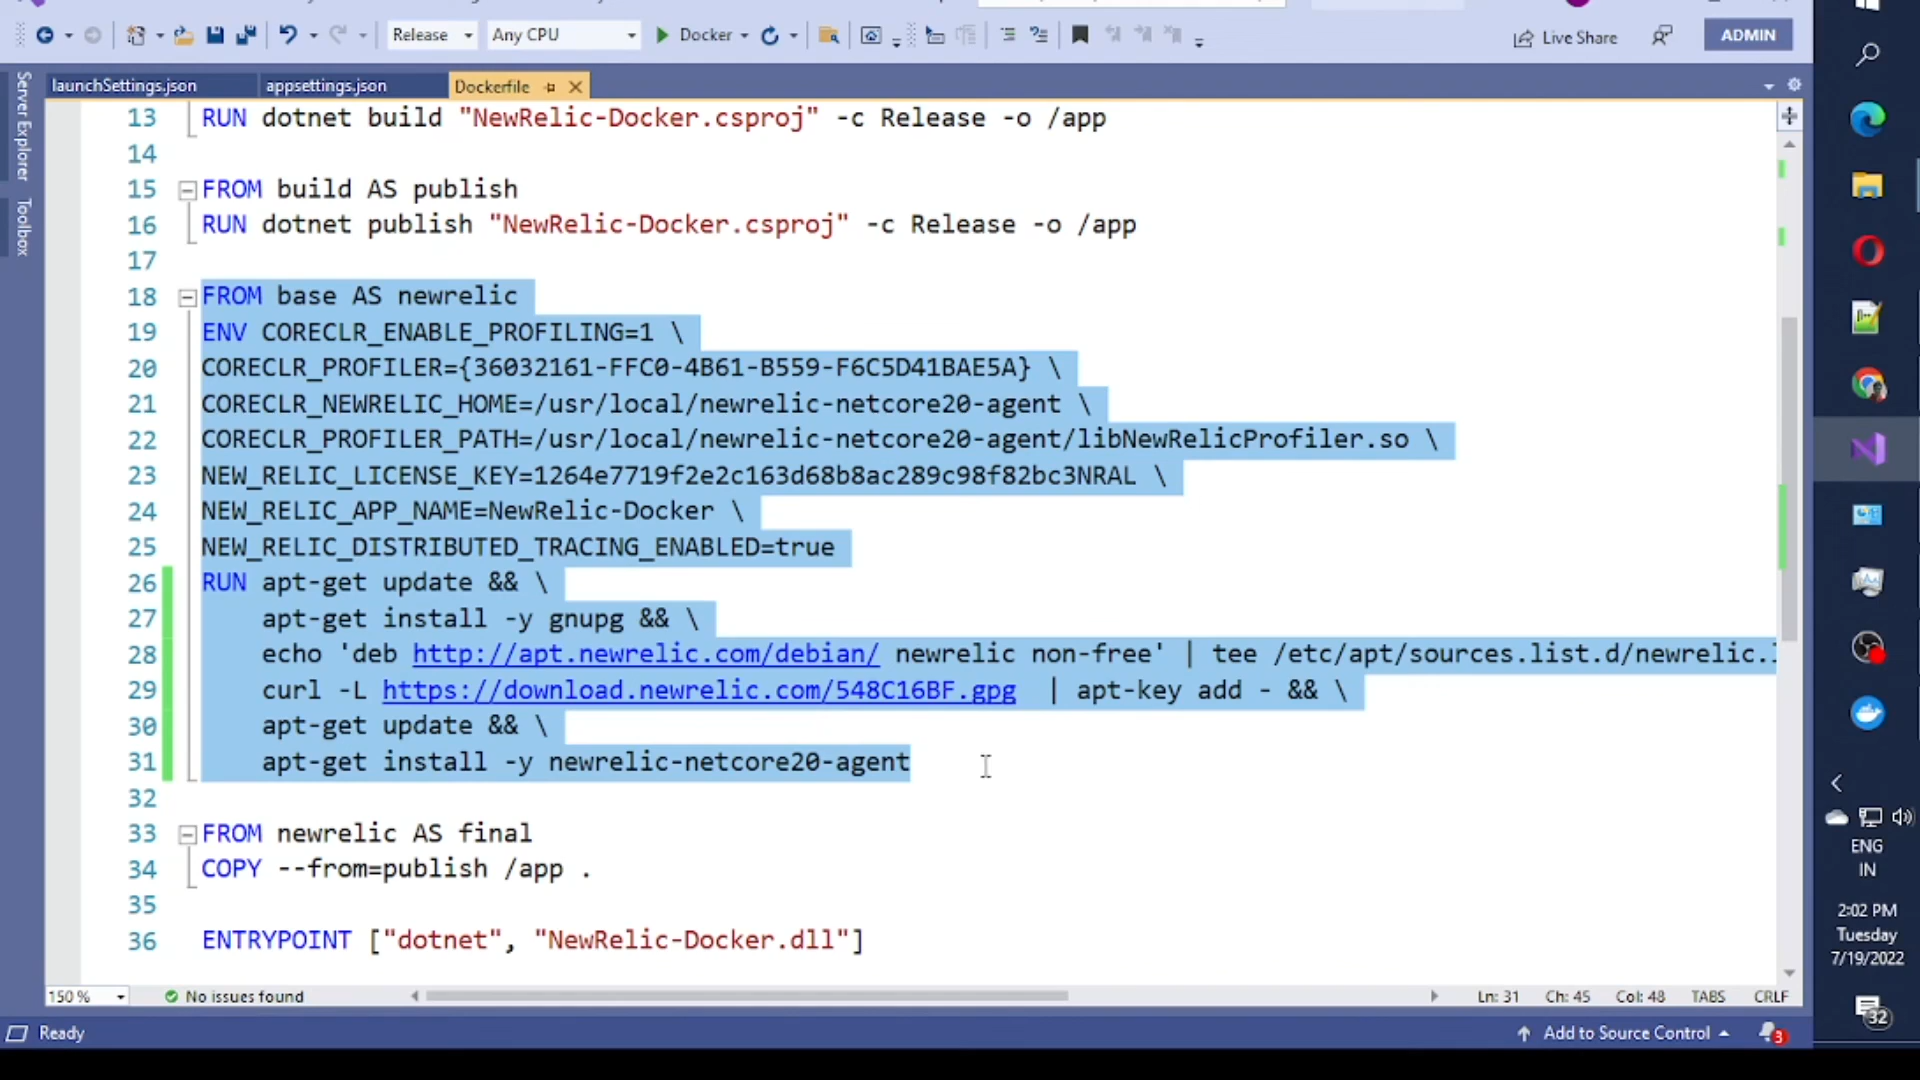 Release
Any CPU
Docker
Live Share
ADMIN
launchSettings.json
appsettings.json
Dockerfile
Server Explorer
Toolbox
13 RUN dotnet build "NewRelic-Docker.csproj" -c Release -o /app
14
15 FROM build AS publish
16 RUN dotnet publish "NewRelic-Docker.csproj" -c Release -o /app
17
18 FROM base AS newrelic
19 ENV CORECLR_ENABLE_PROFILING=1 \
20 CORECLR_PROFILER={36032161-FFC0-4B61-B559-F6C5D41BAE5A} \
21 CORECLR_NEWRELIC_HOME=/usr/local/newrelic-netcore20-agent \
22 CORECLR_PROFILER_PATH=/usr/local/newrelic-netcore20-agent/libNewRelicProfiler.so \
23 NEW_RELIC_LICENSE_KEY=1264e7719f2e2c163d68b8ac289c98f82bc3NRAL \
24 NEW_RELIC_APP_NAME=NewRelic-Docker \
25 NEW_RELIC_DISTRIBUTED_TRACING_ENABLED=true
26 RUN apt-get update && \
27 apt-get install -y gnupg && \
28 echo 'deb http://apt.newrelic.com/debian/ newrelic non-free' | tee /etc/apt/sources.list.d/newrelic.
29 curl -L https://download.newrelic.com/548C16BF.gpg | apt-key add - && \
30 apt-get update && \
31 apt-get install -y newrelic-netcore20-agent
32
33 FROM newrelic AS final
34 COPY --from=publish /app .
35
36 ENTRYPOINT ["dotnet", "NewRelic-Docker.dll"]
150 %
No issues found
Ln: 31
Ch: 45
Col: 48
TABS
CRLF
Ready
Add to Source Control
3
ENG
IN
2:02 PM
Tuesday
7/19/2022
32